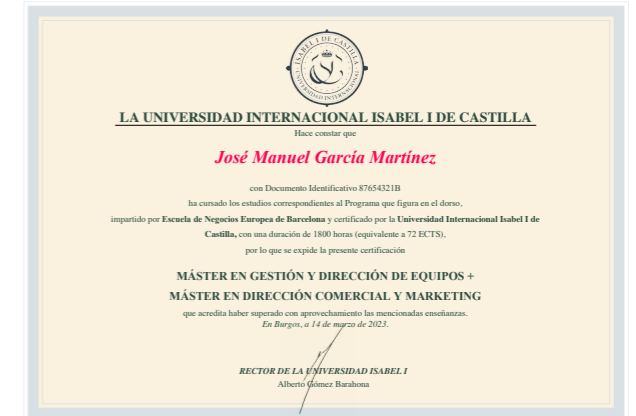 ISABEL I DE CASTILLA
UNIVERSIDAD INTERNACIONAL
LA UNIVERSIDAD INTERNACIONAL ISABEL I DE CASTILLA
Hace constar que
José Manuel García Martínez
con Documento Identificativo 87654321B
ha cursado los estudios correspondientes al Programa que figura en el dorso,
impartido por Escuela de Negocios Europea de Barcelona y certificado por la Universidad Internacional Isabel I de
Castilla, con una duración de 1800 horas (equivalente a 72 ECTS),
por lo que se expide la presente certificación
MÁSTER EN GESTIÓN Y DIRECCIÓN DE EQUIPOS +
MÁSTER EN DIRECCIÓN COMERCIAL Y MARKETING
que acredita haber superado con aprovechamiento las mencionadas enseñanzas.
En Burgos, a 14 de marzo de 2023.
RECTOR DE LA UNIVERSIDAD ISABEL I
Alberto Gómez Barahona